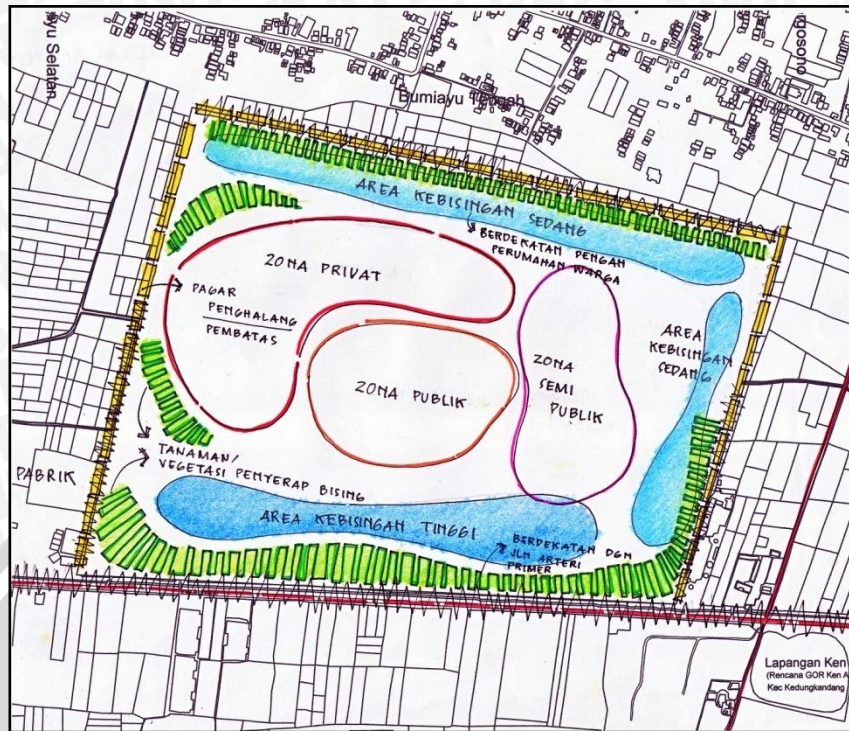 ayu Selatan
Bumiayu Tengah
osono
AREA KEBISINGAN SEDANG
BERDEKATAN DENGAN
PERUMAHAN WARGA
ZONA PRIVAT
PAGAR
PENGHALANG
PEMBATAS
AREA
KEBISINGAN
SEDANG
ZONA
SEMI
PUBLIK
ZONA PUBLIK
TANAMAN/
VEGETASI PENYERAP BISING
PABRIK
AREA KEBISINGAN TINGGI
BERDEKATAN DGN
JLN ARTERI
PRIMER
Lapangan Ken
(Rencana GOR Ken A
Kec Kedungkandang